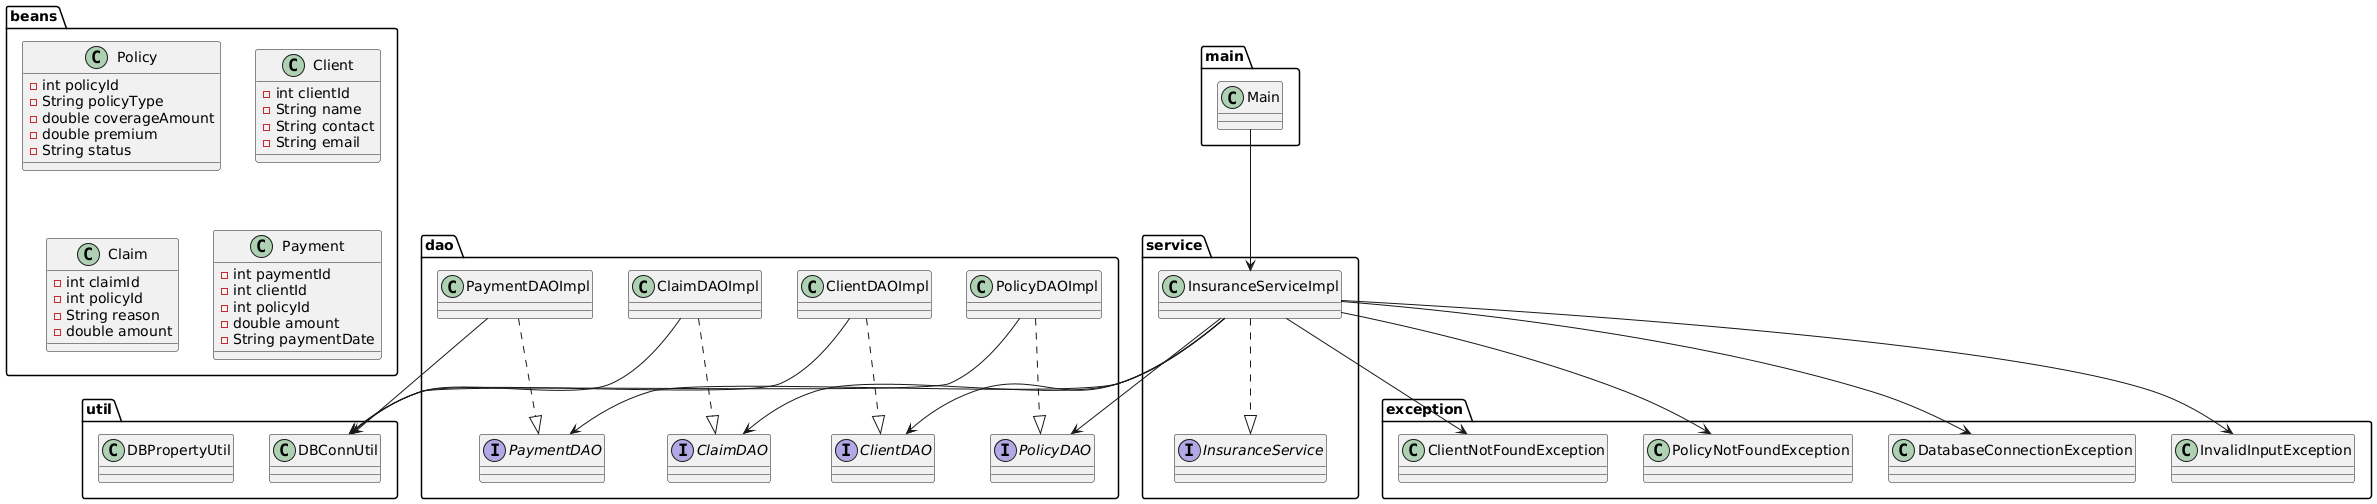 beans
C Policy
int policyId
String policyType
double coverageAmount
double premium
String status
C Client
int clientId
String name
String contact
String email
C Claim
int claimId
int policyId
String reason
double amount
C Payment
int paymentId
int clientId
int policyId
double amount
String paymentDate
main
C Main
dao
C PaymentDAOImpl
C ClaimDAOImpl
C ClientDAOImpl
C PolicyDAOImpl
I PaymentDAO
I ClaimDAO
I ClientDAO
I PolicyDAO
service
C InsuranceServiceImpl
I InsuranceService
util
C DBPropertyUtil
C DBConnUtil
exception
C ClientNotFoundException
C PolicyNotFoundException
C DatabaseConnectionException
C InvalidInputException